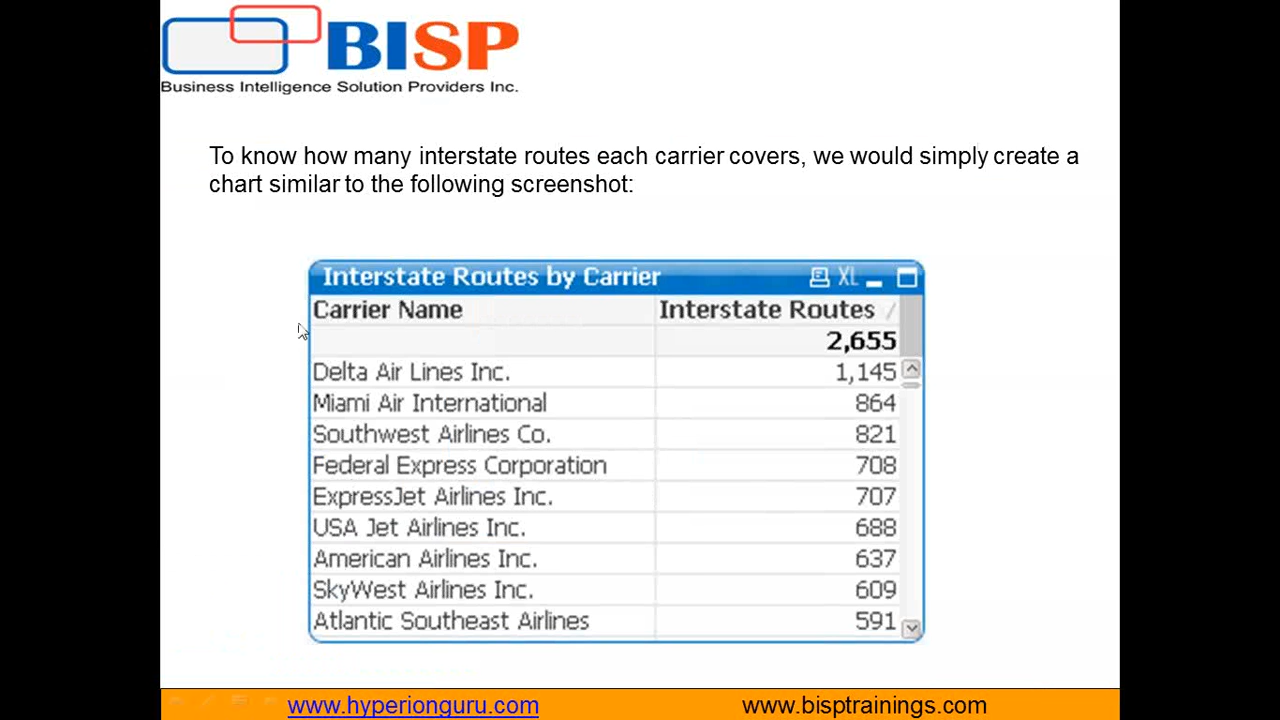 BISP
Business Intelligence Solution Providers Inc.
To know how many interstate routes each carrier covers, we would simply create a
chart similar to the following screenshot:
Interstate Routes by Carrier XL
Carrier Name Interstate Routes
2,655
Delta Air Lines Inc. 1,145
Miami Air International 864
Southwest Airlines Co. 821
Federal Express Corporation 708
ExpressJet Airlines Inc. 707
USA Jet Airlines Inc. 688
American Airlines Inc. 637
SkyWest Airlines Inc. 609
Atlantic Southeast Airlines 591
www.hyperionguru.com www.bisptrainings.com